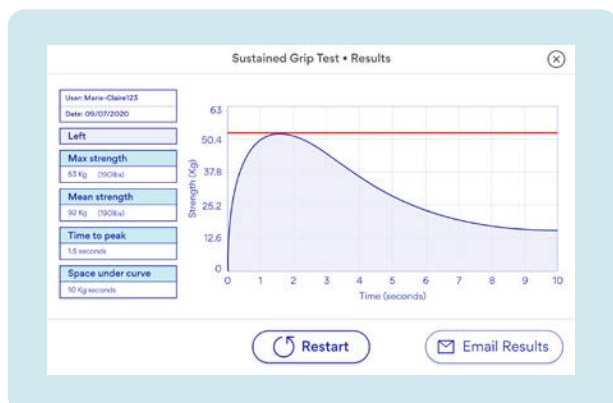 Sustained Grip Test • Results
User: Marie-Claire123
Date: 09/07/2020
Left
Max strength
53 Kg (190lbs)
Mean strength
92 Kg (190lbs)
Time to peak
1.5 seconds
Space under curve
10 Kg seconds
Strength (Kg)
63
50.4
37.8
25.2
12.6
0
0 1 2 3 4 5 6 7 8 9 10
Time (seconds)
Restart
Email Results